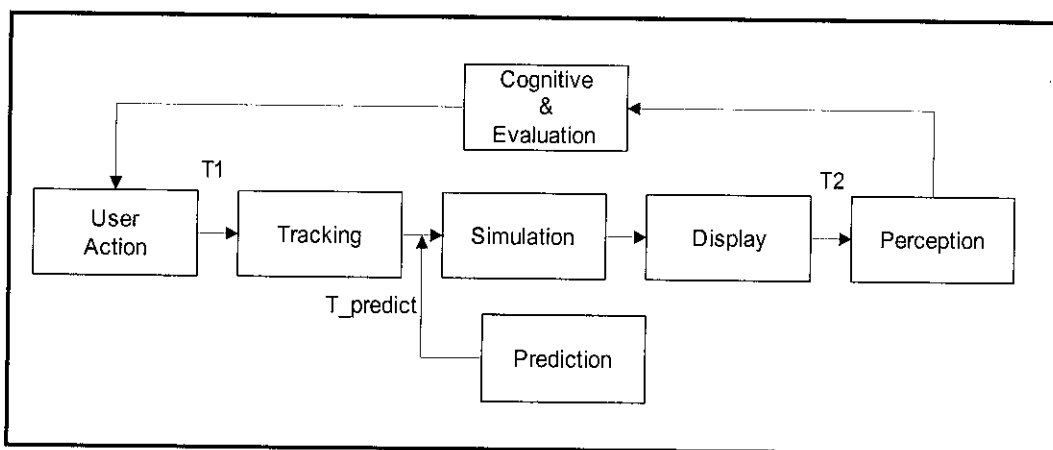 Cognitive
&
Evaluation
T1
T2
User
Action
Tracking
Simulation
Display
Perception
T_predict
Prediction